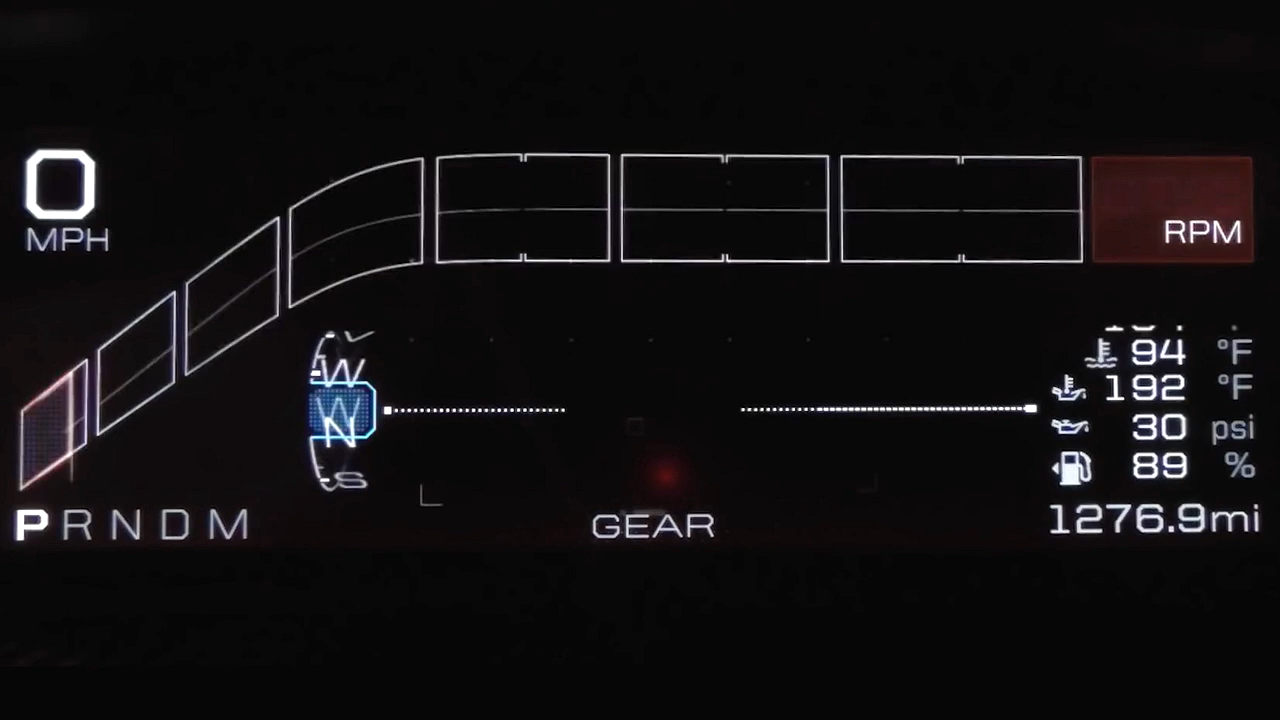 0
MPH
RPM
W
94 °F
W
N
192 °F
30 psi
S
89 %
PRNDM
GEAR
1276.9mi